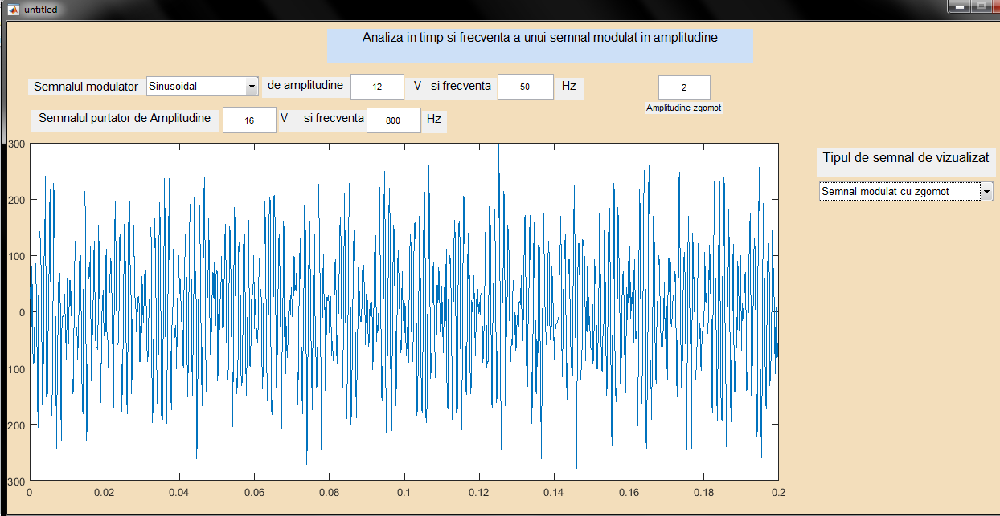 untitled
Analiza in timp si frecventa a unui semnal modulat in amplitudine
Semnalul modulator Sinusoidal de amplitudine 12 V si frecventa 50 Hz
2
Amplitudine zgomot
Semnalul purtator de Amplitudine 16 V si frecventa 800 Hz
Tipul de semnal de vizualizat
Semnal modulat cu zgomot
300
200
100
0
100
200
300
0 0.02 0.04 0.06 0.08 0.1 0.12 0.14 0.16 0.18 0.2